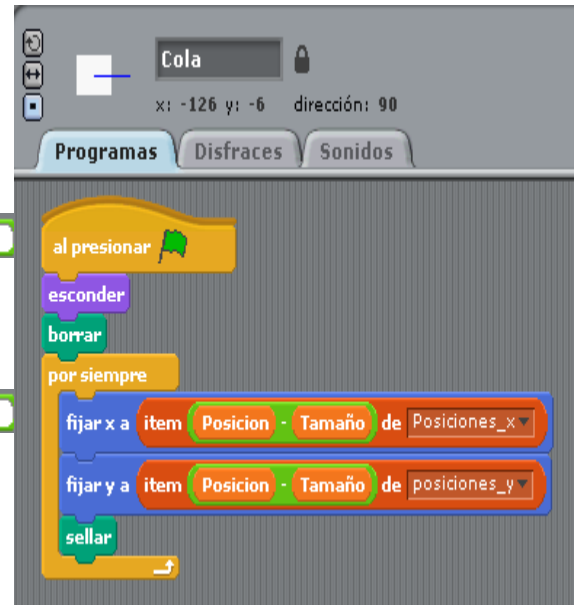 Cola
x: -126 y: -6 dirección: 90
Programas Disfraces Sonidos
al presionar
esconder
borrar
por siempre
fijar x a item Posicion - Tamaño de Posiciones_x
fijar y a item Posicion - Tamaño de posiciones_y
sellar